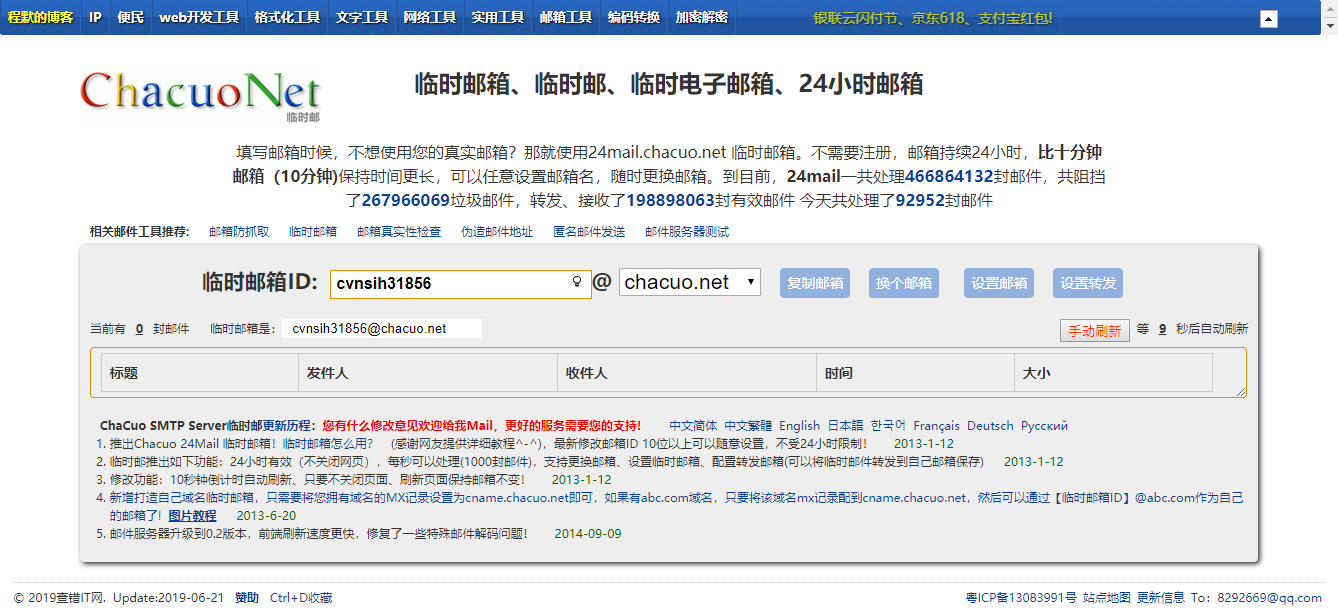 程默的博客 IP 便民 web开发工具 格式化工具 文字工具 网络工具 实用工具 邮箱工具 编码转换 加密解密 银联云闪付节、京东618、支付宝红包!
ChacuoNet
临时邮
临时邮箱、临时邮、临时电子邮箱、24小时邮箱
填写邮箱时候，不想使用您的真实邮箱？那就使用24mail.chacuo.net 临时邮箱。不需要注册，邮箱持续24小时，比十分钟
邮箱（10分钟)保持时间更长，可以任意设置邮箱名，随时更换邮箱。到目前，24mail一共处理466864132封邮件，共阻挡
了267966069垃圾邮件，转发、接收了198898063封有效邮件 今天共处理了92952封邮件
相关邮件工具推荐: 邮箱防抓取 临时邮箱 邮箱真实性检查 伪造邮件地址 匿名邮件发送 邮件服务器测试
临时邮箱ID: cvnsih31856 @ chacuo.net 复制邮箱 换个邮箱 设置邮箱 设置转发
当前有 0 封邮件 临时邮箱是: cvnsih31856@chacuo.net 手动刷新 等 9 秒后自动刷新
标题 发件人 收件人 时间 大小
ChaCuo SMTP Server临时邮更新历程：您有什么修改意见欢迎给我Mail，更好的服务需要您的支持! 中文简体 中文繁體 English 日本語 한국어 Français Deutsch Русский
1. 推出Chacuo 24Mail 临时邮箱！临时邮箱怎么用? (感谢网友提供详细教程^-^)，最新修改邮箱ID 10位以上可以随意设置，不受24小时限制! 2013-1-12
2. 临时邮推出如下功能：24小时有效（不关闭网页），每秒可以处理(1000封邮件)，支持更换邮箱、设置临时邮箱、配置转发邮箱(可以将临时邮件转发到自己邮箱保存) 2013-1-12
3. 修改功能：10秒钟倒计时自动刷新、只要不关闭页面、刷新页面保持邮箱不变! 2013-1-12
4. 新增打造自己域名临时邮箱，只需要将您拥有域名的MX记录设置为cname.chacuo.net即可，如果有abc.com域名，只要将该域名mx记录配到cname.chacuo.net，然后可以通过【临时邮箱ID】@abc.com作为自己
的邮箱了! 图片教程 2013-6-20
5. 邮件服务器升级到0.2版本，前端刷新速度更快，修复了一些特殊邮件解码问题! 2014-09-09
© 2019查错IT网. Update:2019-06-21 赞助 Ctrl+D收藏 粤ICP备13083991号 站点地图 更新信息 To: 8292669@qq.com